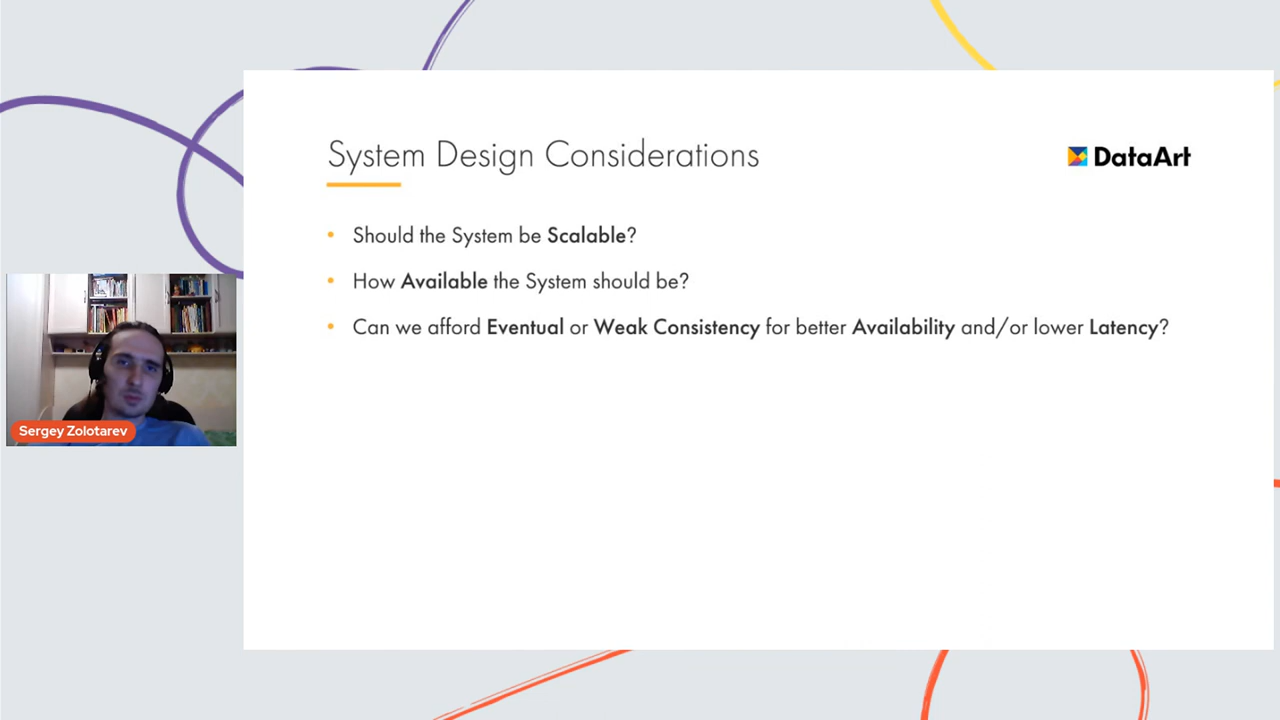 System Design Considerations
DataArt
• Should the System be Scalable?
• How Available the System should be?
• Can we afford Eventual or Weak Consistency for better Availability and/or lower Latency?
Sergey Zolotarev